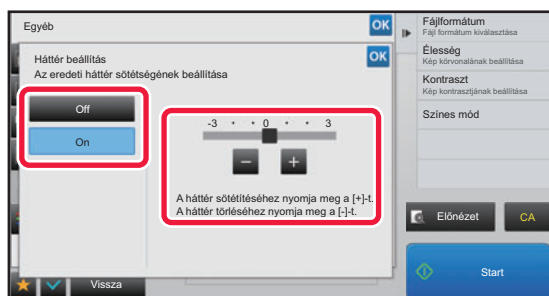 Egyéb
OK
Háttér beállítás
OK
Az eredeti háttér sötétségének beállítása
Off
On
-3 • • 0 • • 3
− +
A háttér sötétítéséhez nyomja meg a [+]-t.
A háttér törléséhez nyomja meg a [-]-t.
Vissza
Fájlformátum
Fájl formátum kiválasztása
Élesség
Kép körvonalának beállítása
Kontraszt
Kép kontrasztjának beállítása
Színes mód
Előnézet
CA
Start